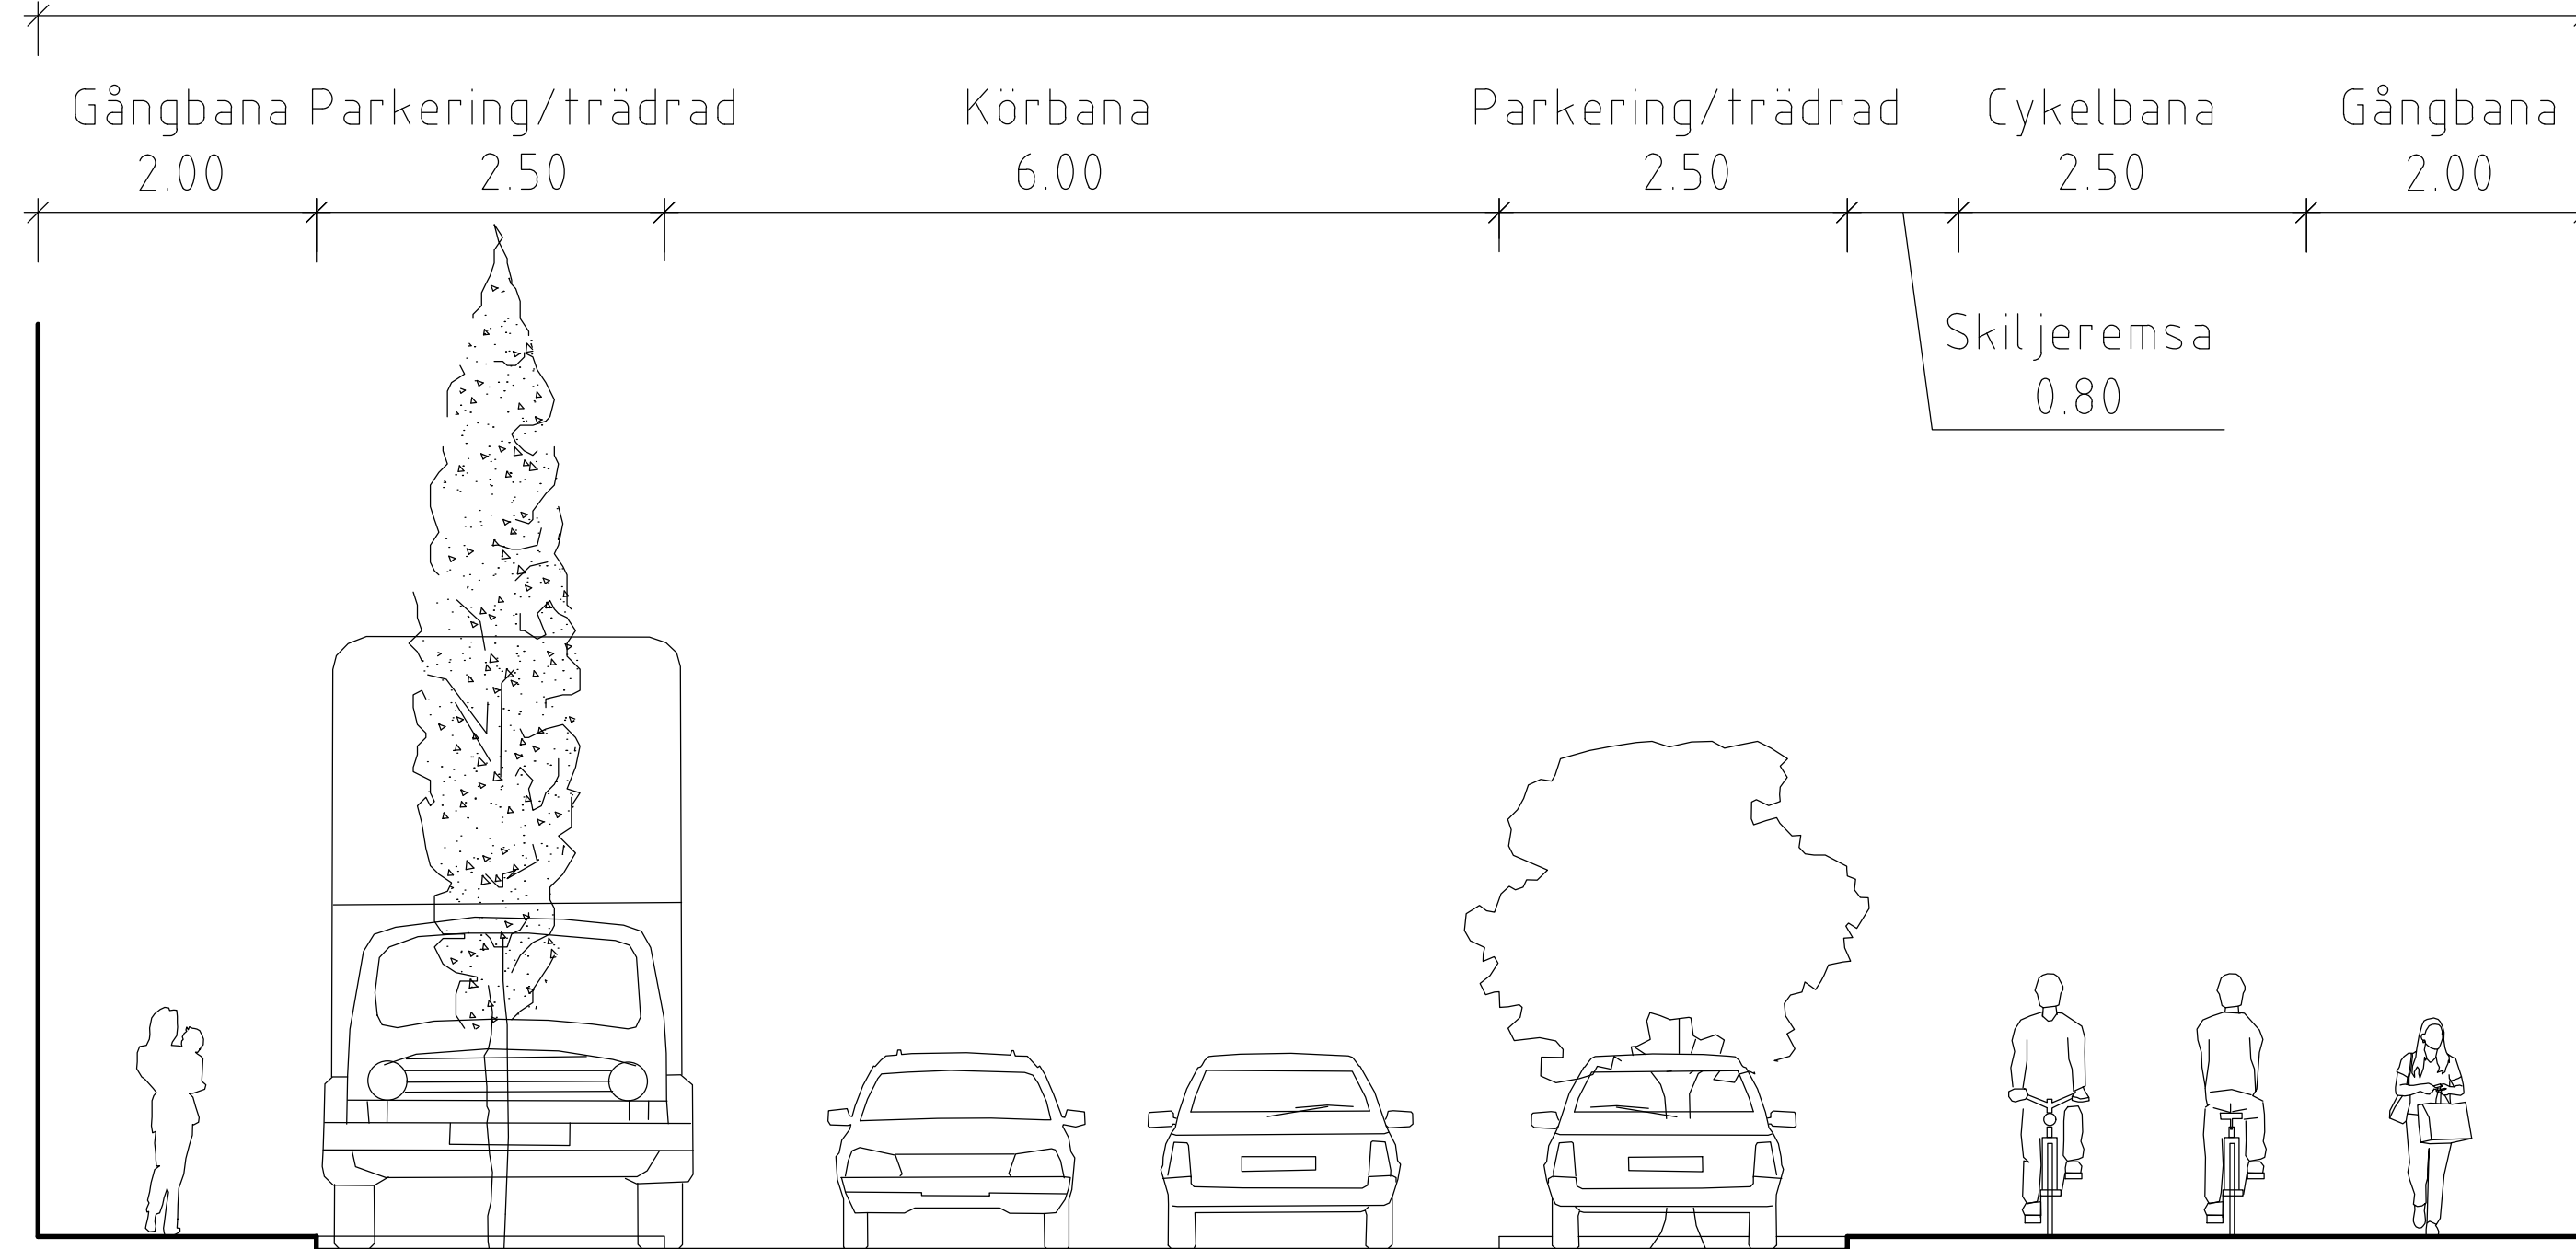 Gångbana Parkering/trädrad Körbana Parkering/trädrad Cykelbana Gångbana
2.00 2.50 6.00 2.50 2.50 2.00
Skiljeremsa
0.80